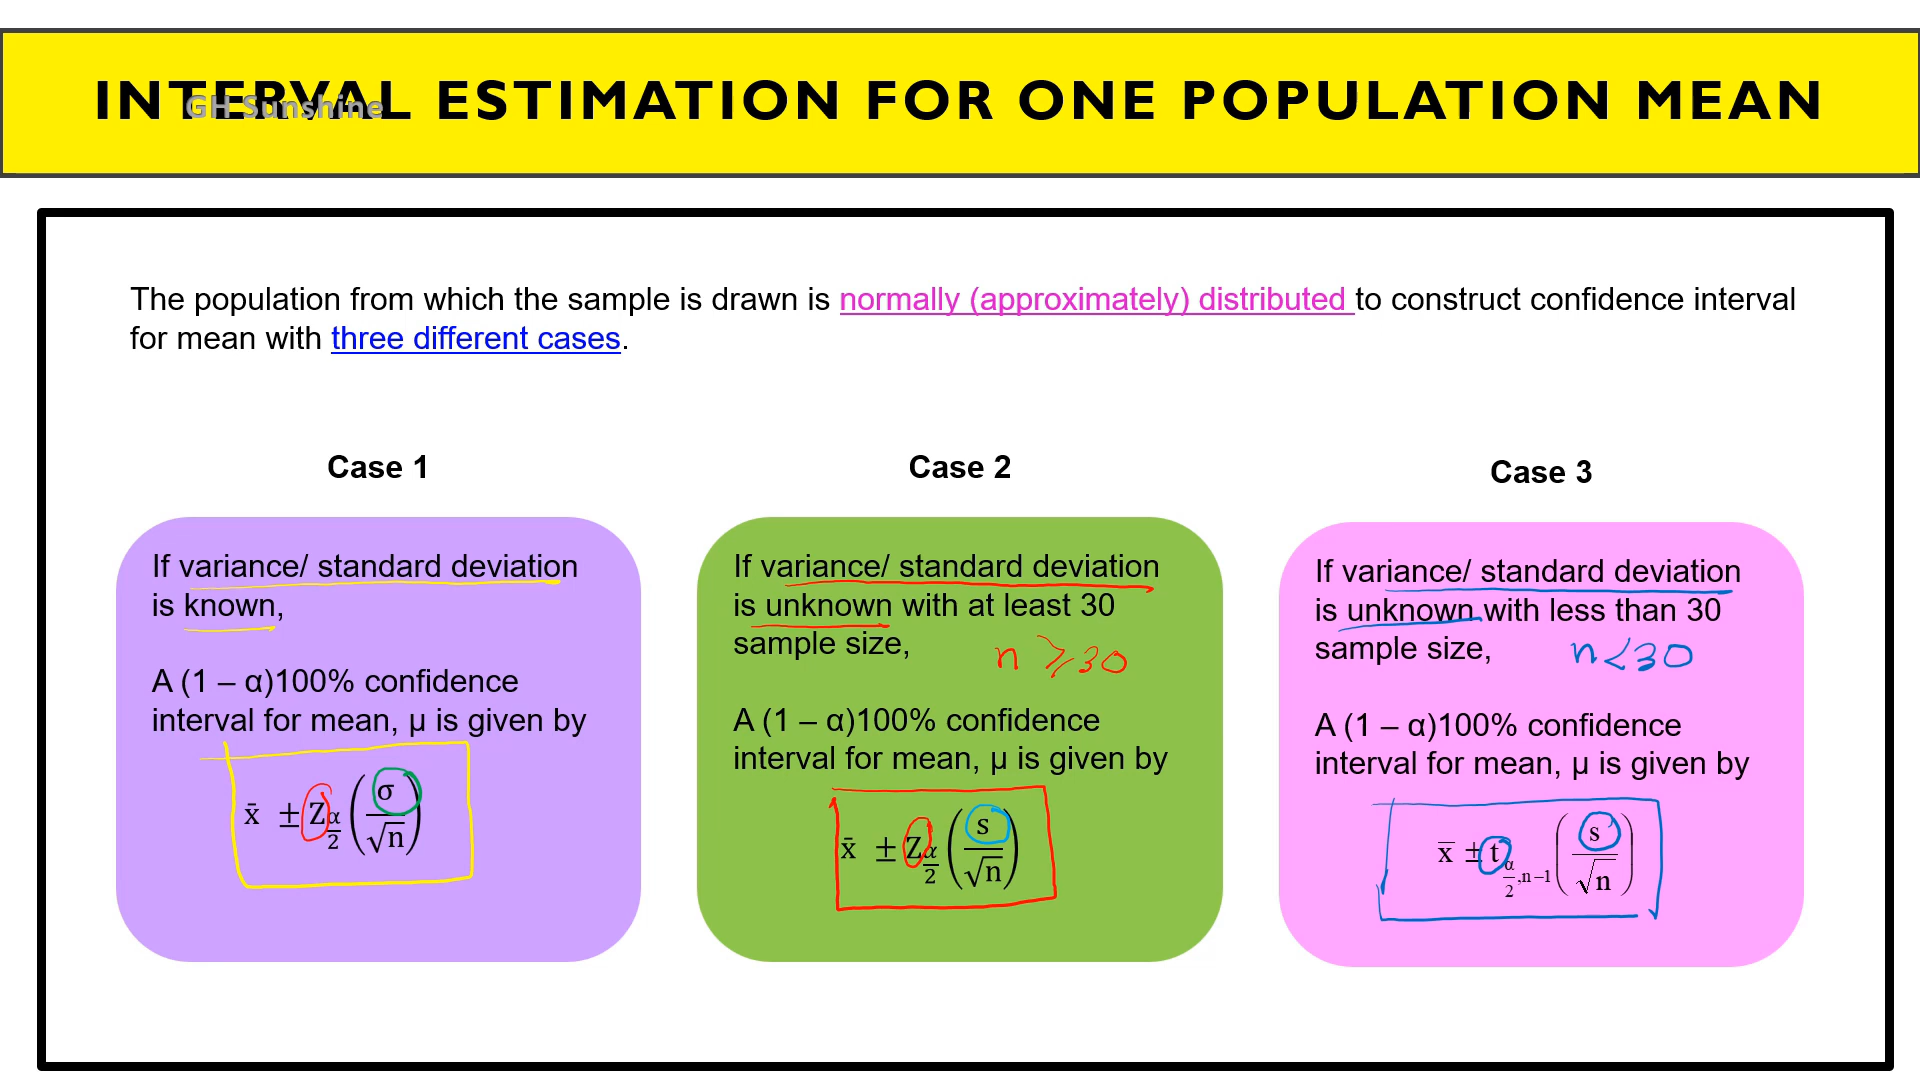 INTERVAL ESTIMATION FOR ONE POPULATION MEAN
GH Sunshine
The population from which the sample is drawn is normally (approximately) distributed to construct confidence interval
for mean with three different cases.
Case 1
If variance/ standard deviation
is known,
A (1 – α)100% confidence
interval for mean, μ is given by
x̄ ± Zα/2 (σ/√n)
Case 2
If variance/ standard deviation
is unknown with at least 30
sample size,
n ⩾ 30
A (1 – α)100% confidence
interval for mean, μ is given by
x̄ ± Zα/2 (s/√n)
Case 3
If variance/ standard deviation
is unknown with less than 30
sample size,
n < 30
A (1 – α)100% confidence
interval for mean, μ is given by
x̄ ± tα/2,n−1 (s/√n)